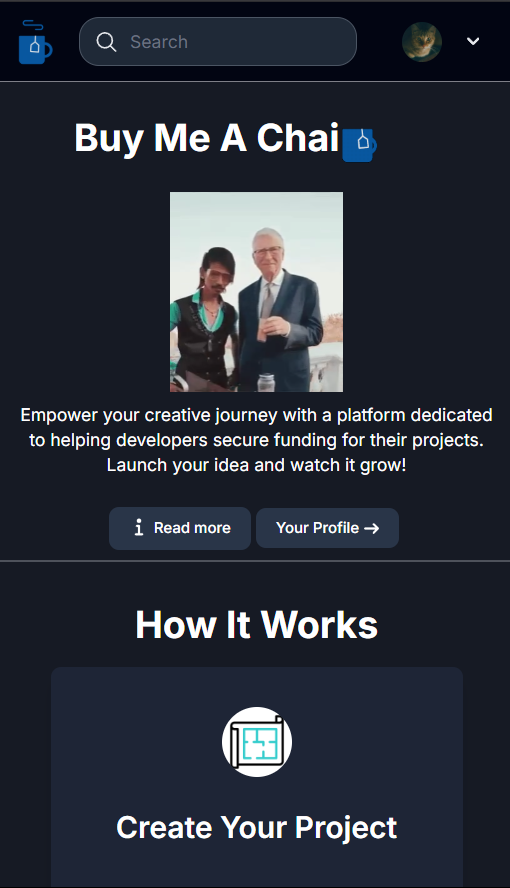 Search
Buy Me A Chai
Empower your creative journey with a platform dedicated
to helping developers secure funding for their projects.
Launch your idea and watch it grow!
Read more
Your Profile →
How It Works
Create Your Project